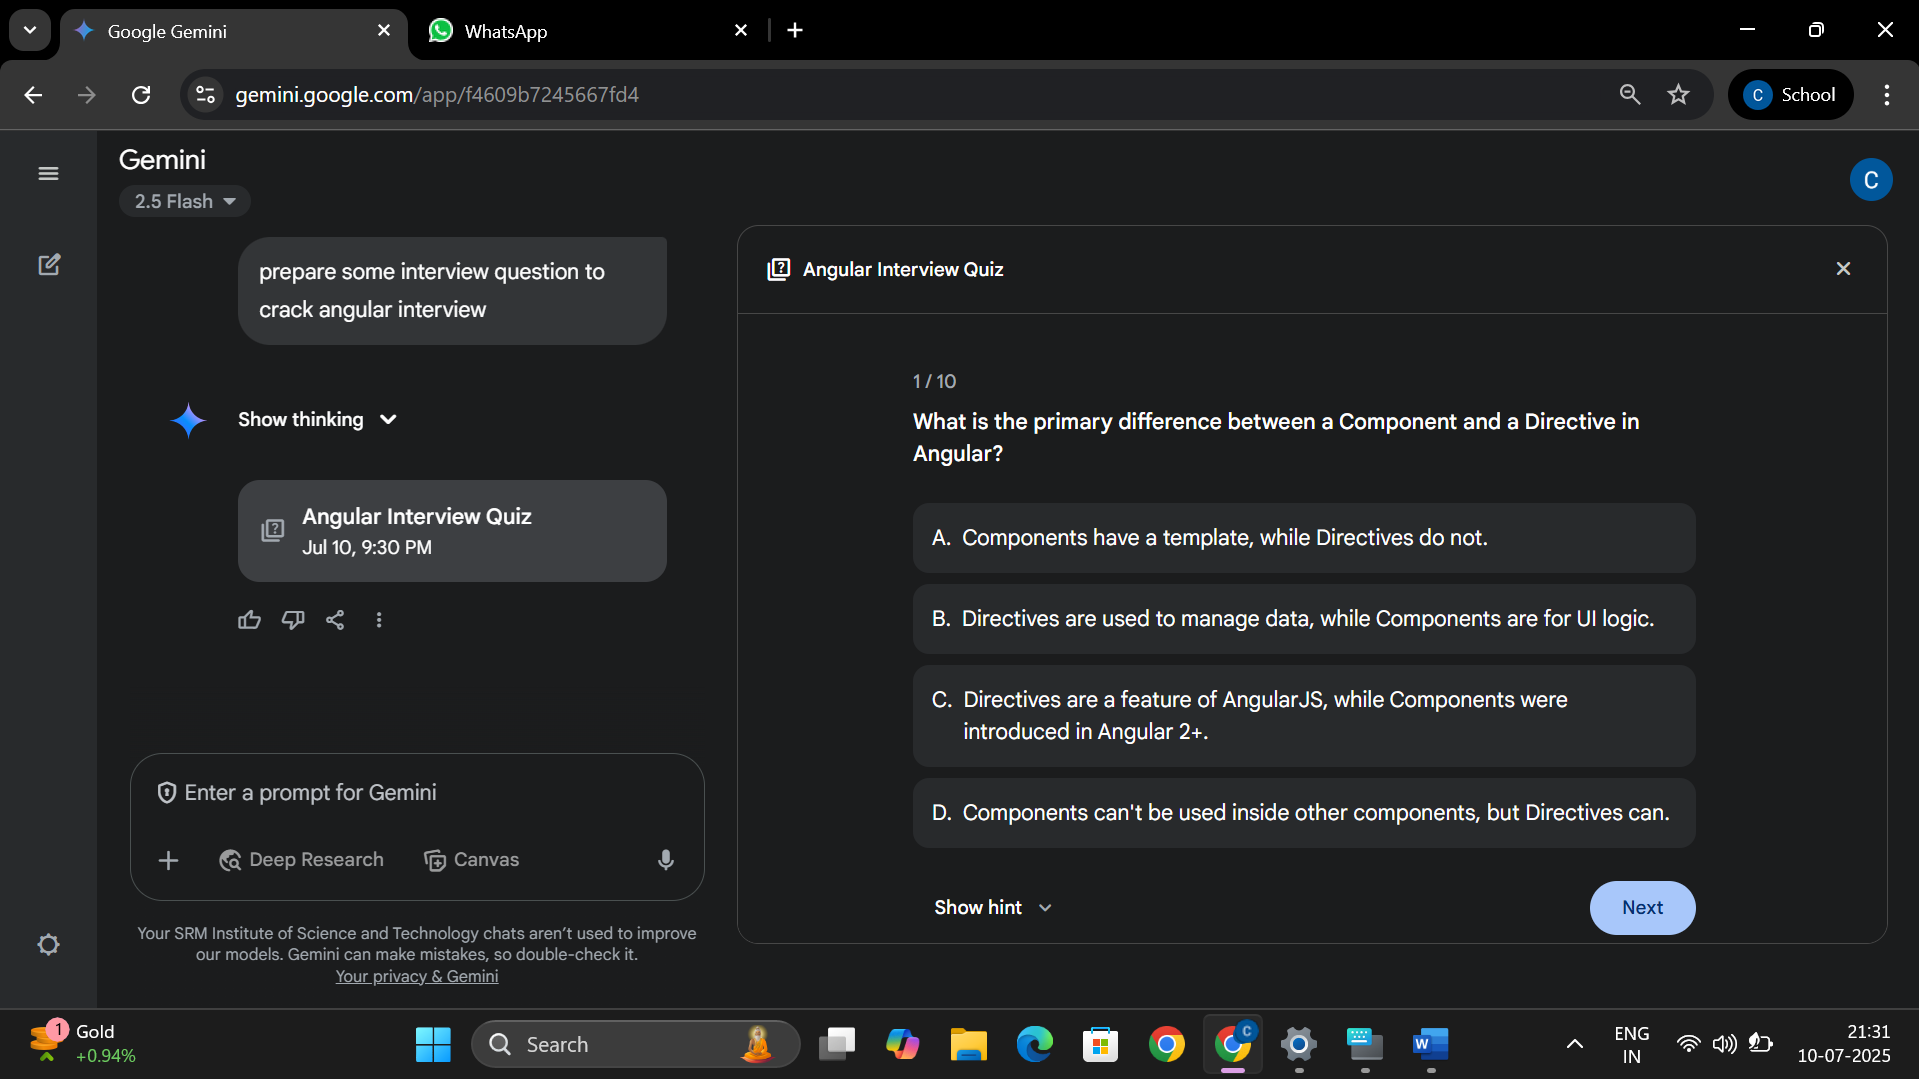 Google Gemini
WhatsApp
gemini.google.com/app/f4609b7245667fd4
C School
Gemini
2.5 Flash
C
prepare some interview question to
crack angular interview
Show thinking
Angular Interview Quiz
Jul 10, 9:30 PM
Enter a prompt for Gemini
Deep Research
Canvas
Your SRM Institute of Science and Technology chats aren't used to improve
our models. Gemini can make mistakes, so double-check it.
Your privacy & Gemini
Angular Interview Quiz
1 / 10
What is the primary difference between a Component and a Directive in
Angular?
A. Components have a template, while Directives do not.
B. Directives are used to manage data, while Components are for UI logic.
C. Directives are a feature of AngularJS, while Components were
introduced in Angular 2+.
D. Components can't be used inside other components, but Directives can.
Show hint
Next
1
Gold
+0.94%
Search
C
W
ENG
IN
21:31
10-07-2025